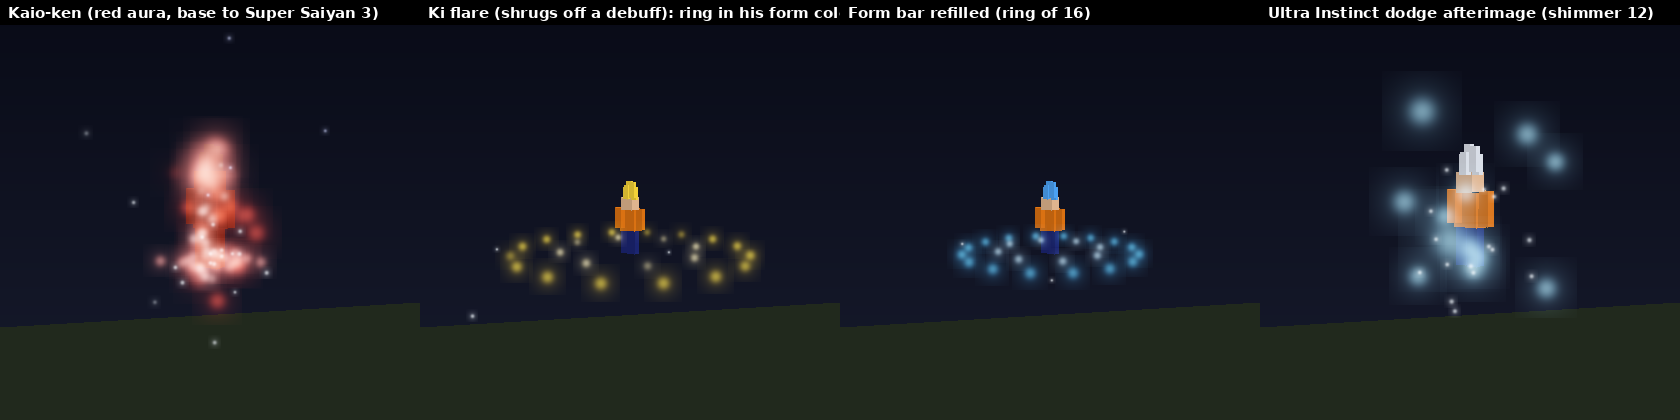 Kaio-ken (red aura, base to Super Saiyan 3)
Ki flare (shrugs off a debuff): ring in his form col
Form bar refilled (ring of 16)
Ultra Instinct dodge afterimage (shimmer 12)